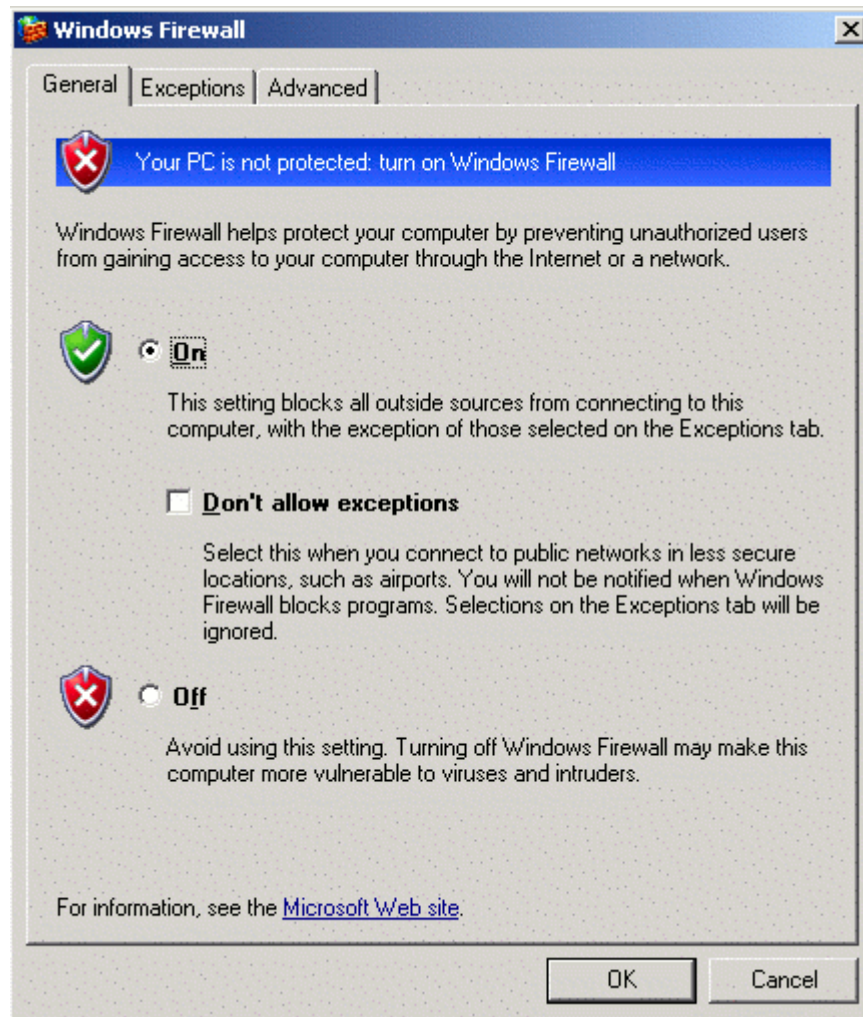 Windows Firewall
General
Exceptions
Advanced
Your PC is not protected: turn on Windows Firewall
Windows Firewall helps protect your computer by preventing unauthorized users
from gaining access to your computer through the Internet or a network.
On
This setting blocks all outside sources from connecting to this
computer, with the exception of those selected on the Exceptions tab.
Don't allow exceptions
Select this when you connect to public networks in less secure
locations, such as airports. You will not be notified when Windows
Firewall blocks programs. Selections on the Exceptions tab will be
ignored.
Off
Avoid using this setting. Turning off Windows Firewall may make this
computer more vulnerable to viruses and intruders.
For information, see the Microsoft Web site.
OK
Cancel